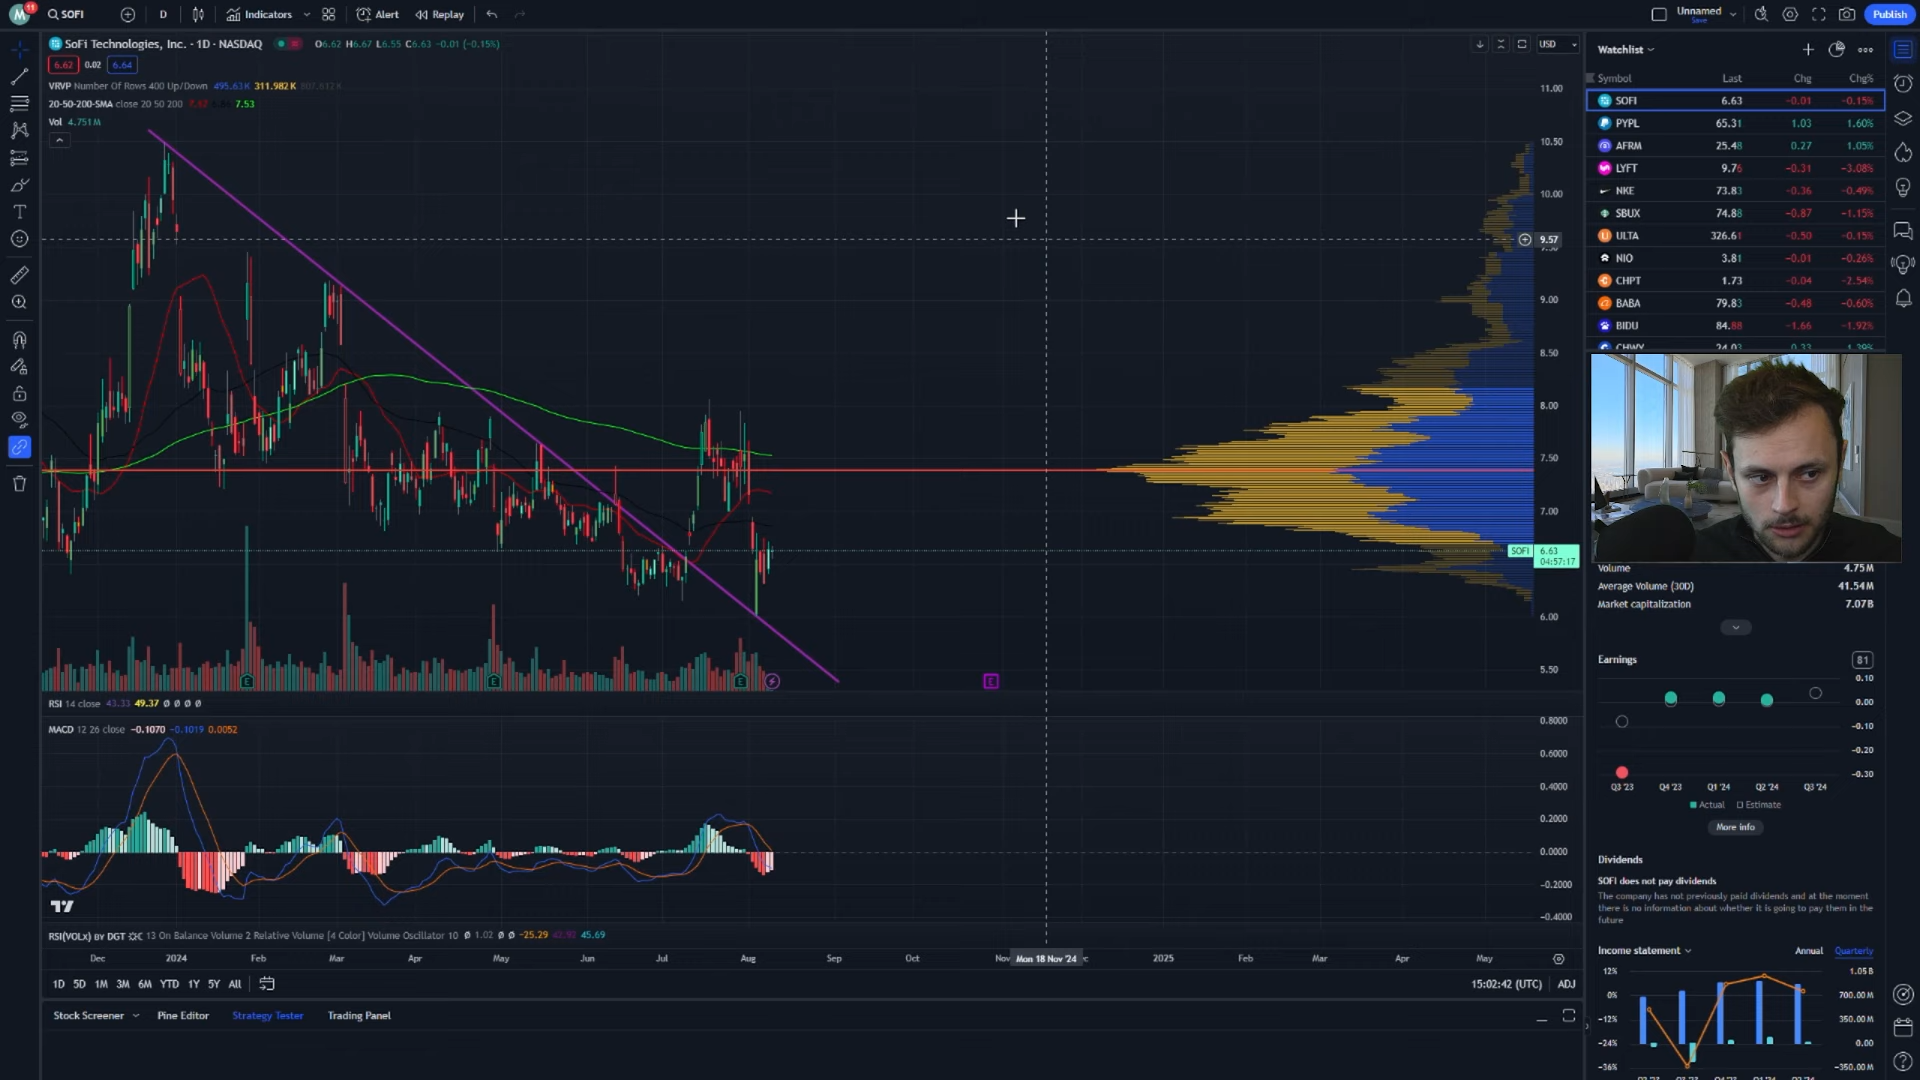 M 11 SOFI D Indicators Alert Replay Unnamed Save Publish
SoFi Technologies, Inc. · 1D · NASDAQ O6.62 H6.67 L6.55 C6.63 −0.01 (−0.15%) USD
6.62 0.02 6.64
VRVP Number Of Rows 400 Up/Down 495.63K 311.982K
20-50-200-SMA close 20 50 200 7.53
Vol 4.751M
11.00
10.50
10.00
9.57
9.00
8.50
8.00
7.50
7.00
SOFI 6.63
04:57:17
6.00
5.50
E E E E
RSI 14 close 43.33 49.37 Ø Ø Ø Ø
MACD 12 26 close −0.1070 −0.1019 0.0052
0.8000
0.6000
0.4000
0.2000
0.0000
−0.2000
−0.4000
RSI(VOLx) BY DGT 13 On Balance Volume 2 Relative Volume [4 Color] Volume Oscillator 10 Ø 1.02 Ø Ø −25.29 45.69
Dec 2024 Feb Mar Apr May Jun Jul Aug Sep Oct Nov Mon 18 Nov '24 2025 Feb Mar Apr May
1D 5D 1M 3M 6M YTD 1Y 5Y All 15:02:42 (UTC) ADJ
Stock Screener Pine Editor Strategy Tester Trading Panel
Watchlist
Symbol Last Chg Chg%
SOFI 6.63 −0.01 −0.15%
PYPL 65.31 1.03 1.60%
AFRM 25.48 0.27 1.05%
LYFT 9.76 −0.31 −3.08%
NKE 73.83 −0.36 −0.49%
SBUX 74.88 −0.87 −1.15%
ULTA 326.61 −0.50 −0.15%
NIO 3.81 −0.01 −0.26%
CHPT 1.73 −0.04 −2.54%
BABA 79.83 −0.48 −0.60%
BIDU 84.88 −1.66 −1.92%
CHWY 24.03 0.33 1.39%
Volume 4.75M
Average Volume (30D) 41.54M
Market capitalization 7.07B
Earnings 81
0.10
0.00
−0.10
−0.20
−0.30
Q3 '23 Q4 '23 Q1 '24 Q2 '24 Q3 '24
Actual Estimate
More info
Dividends
SOFI does not pay dividends
The company has not previously paid dividends and at the moment
there is no information about whether it is going to pay them in the
future
Income statement Annual Quarterly
12% 1.05B
0% 700.00M
−12% 350.00M
−24% 0.00
−36% −350.00M